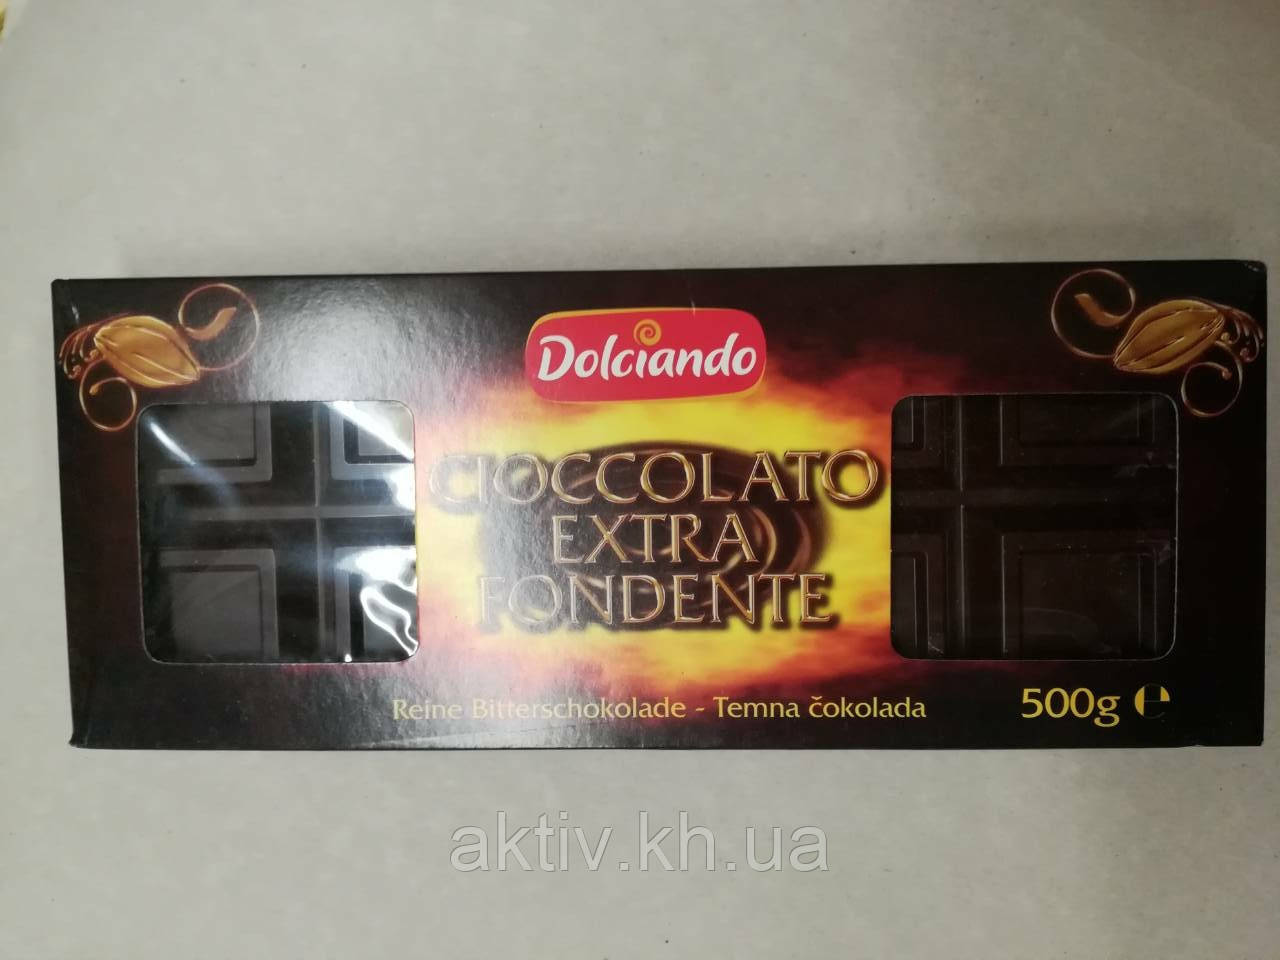 Dolciando
CIOCCOLATO
EXTRA
FONDENTE
Reine Bitterschokolade - Temna čokolada
500g ℮
aktiv.kh.ua